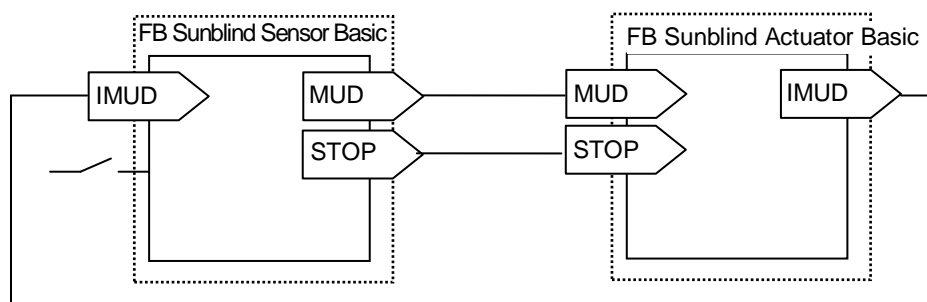 FB Sunblind Sensor Basic
FB Sunblind Actuator Basic
IMUD
MUD
MUD
IMUD
STOP
STOP